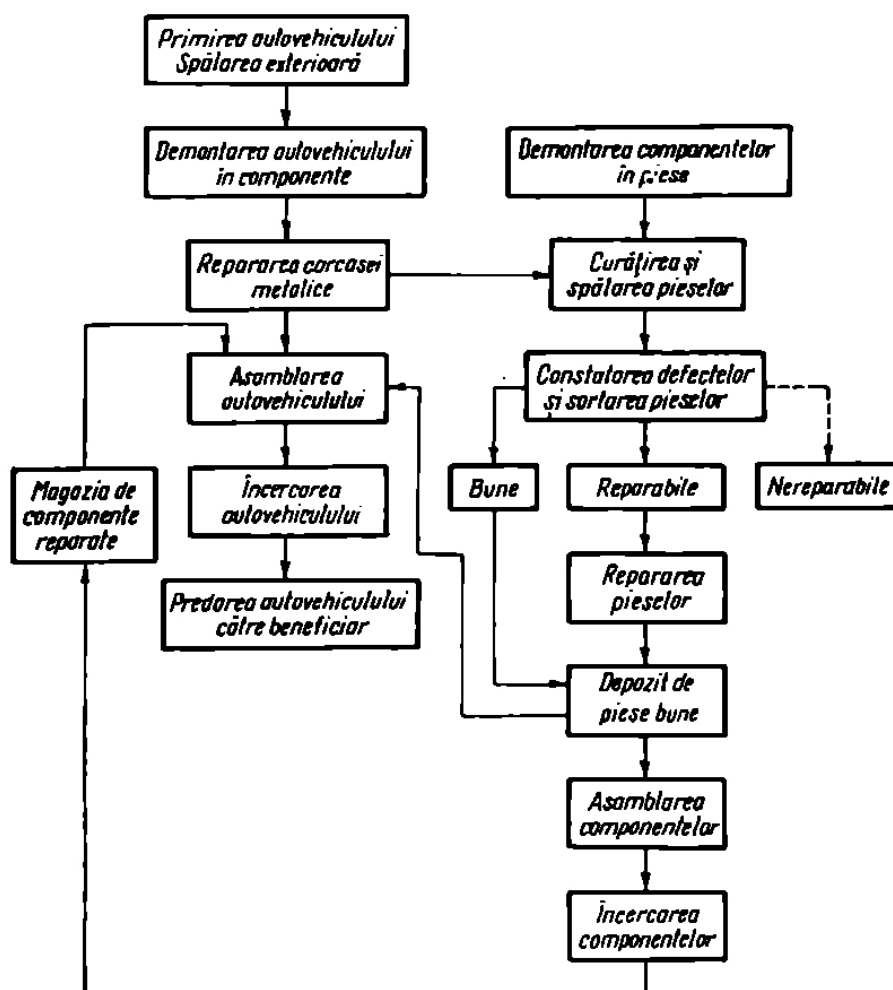 Primirea autovehiculului
Spălarea exterioară
Demontarea autovehiculului
in componente
Demontarea componentelor
în piese
Repararea carcasei
metalice
Curățirea și
spălarea pieselor
Asamblarea
autovehiculului
Constatarea defectelor
și sortarea pieselor
Magazia de
componente
reparate
Încercarea
autovehiculului
Bune
Reparabile
Nereparabile
Predarea autovehiculului
către beneficiar
Repararea
pieselor
Depozit de
piese bune
Asamblarea
componentelor
Încercarea
componentelor